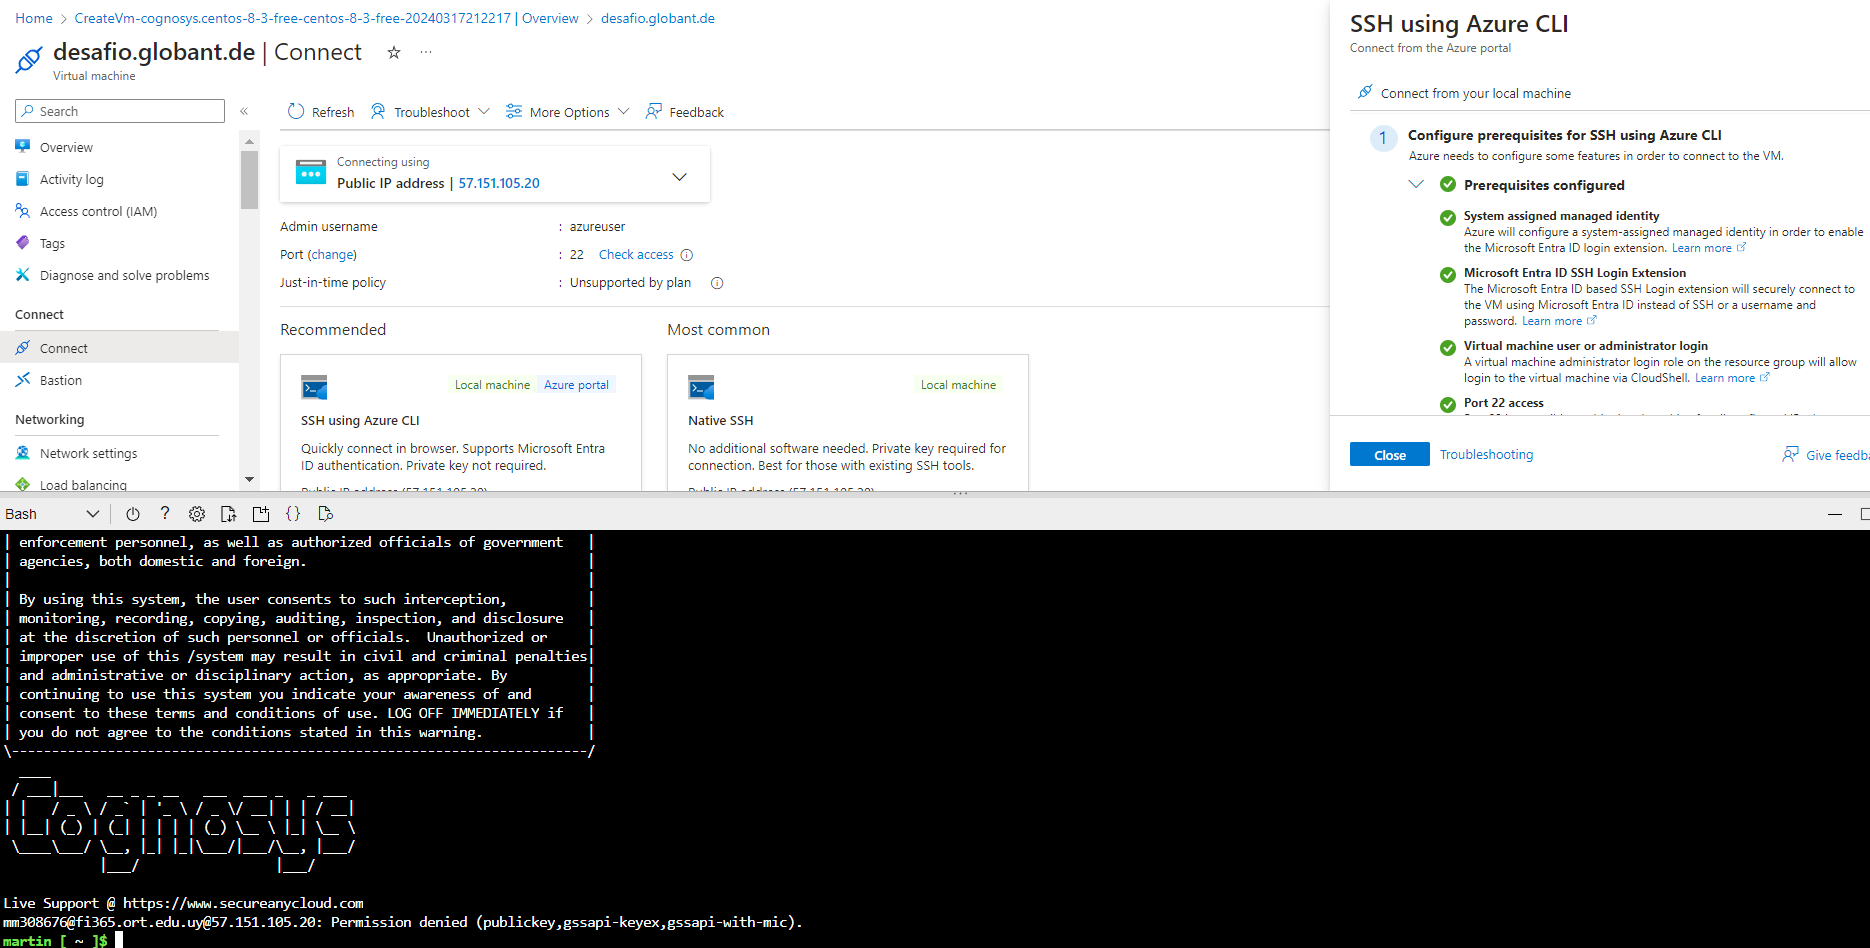 Home > CreateVm-cognosys.centos-8-3-free-centos-8-3-free-20240317212217 | Overview > desafio.globant.de
desafio.globant.de | Connect
Virtual machine
Search
Overview
Activity log
Access control (IAM)
Tags
Diagnose and solve problems
Connect
Connect
Bastion
Networking
Network settings
Load balancing
Refresh
Troubleshoot
More Options
Feedback
Connecting using
Public IP address | 57.151.105.20
Admin username : azureuser
Port (change) : 22 Check access
Just-in-time policy : Unsupported by plan
Recommended
Local machine Azure portal
SSH using Azure CLI
Quickly connect in browser. Supports Microsoft Entra
ID authentication. Private key not required.
Public IP address (57.151.105.20)
Most common
Local machine
Native SSH
No additional software needed. Private key required for
connection. Best for those with existing SSH tools.
Public IP address (57.151.105.20)
SSH using Azure CLI
Connect from the Azure portal
Connect from your local machine
1
Configure prerequisites for SSH using Azure CLI
Azure needs to configure some features in order to connect to the VM.
Prerequisites configured
System assigned managed identity
Azure will configure a system-assigned managed identity in order to enable
the Microsoft Entra ID login extension. Learn more
Microsoft Entra ID SSH Login Extension
The Microsoft Entra ID based SSH Login extension will securely connect to
the VM using Microsoft Entra ID instead of SSH or a username and
password. Learn more
Virtual machine user or administrator login
A virtual machine administrator login role on the resource group will allow
login to the virtual machine via CloudShell. Learn more
Port 22 access
Close
Troubleshooting
Give feedba
Bash
| enforcement personnel, as well as authorized officials of government |
| agencies, both domestic and foreign. |
| By using this system, the user consents to such interception, |
| monitoring, recording, copying, auditing, inspection, and disclosure |
| at the discretion of such personnel or officials. Unauthorized or |
| improper use of this /system may result in civil and criminal penalties|
| and administrative or disciplinary action, as appropriate. By |
| continuing to use this system you indicate your awareness of and |
| consent to these terms and conditions of use. LOG OFF IMMEDIATELY if |
| you do not agree to the conditions stated in this warning. |
Cognosys
Live Support @ https://www.secureanycloud.com
mm308676@fi365.ort.edu.uy@57.151.105.20: Permission denied (publickey,gssapi-keyex,gssapi-with-mic).
martin [ ~ ]$